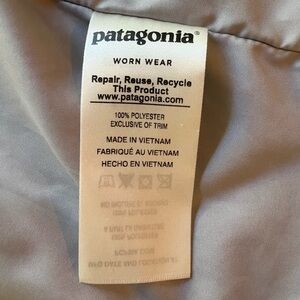 patagonia®
WORN WEAR
Repair, Reuse, Recycle
This Product
www.patagonia.com
100% POLYESTER
EXCLUSIVE OF TRIM
MADE IN VIETNAM
FABRIQUÉ AU VIETNAM
HECHO EN VIETNAM